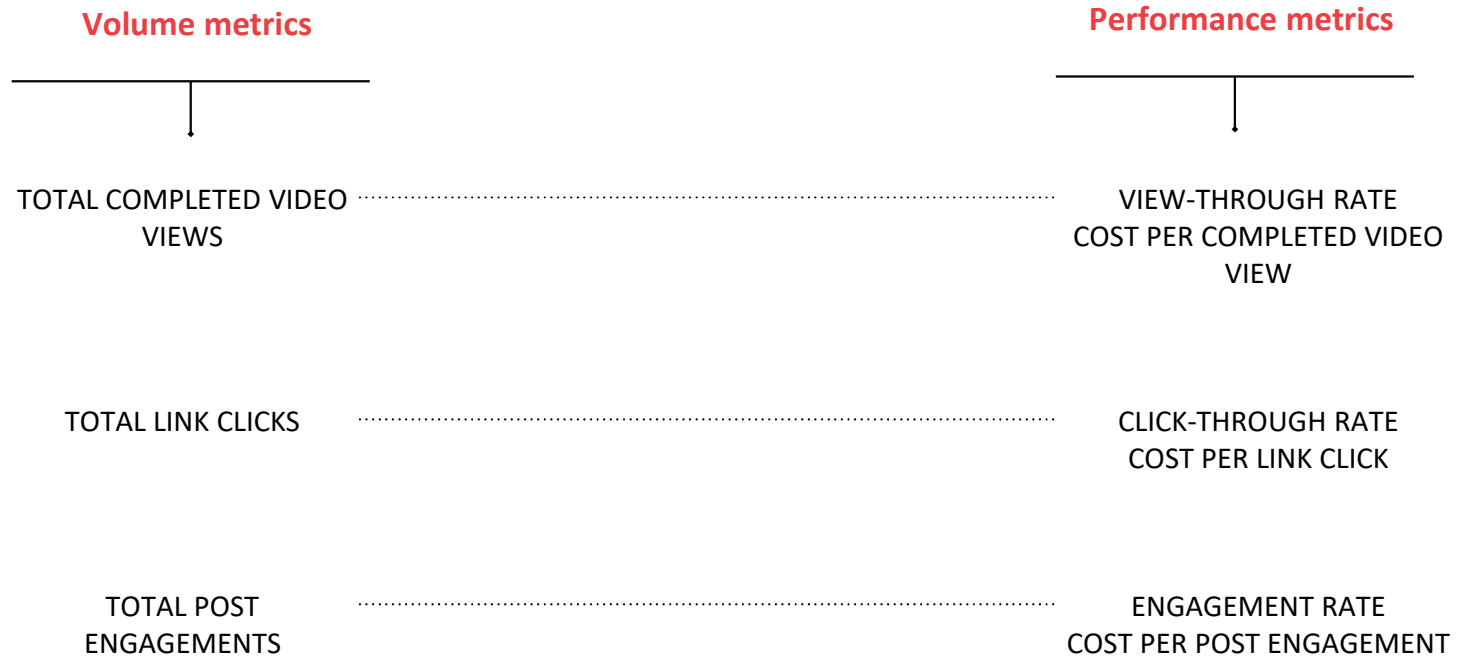 Volume metrics
Performance metrics
TOTAL COMPLETED VIDEO
VIEWS
VIEW-THROUGH RATE
COST PER COMPLETED VIDEO
VIEW
TOTAL LINK CLICKS
CLICK-THROUGH RATE
COST PER LINK CLICK
TOTAL POST
ENGAGEMENTS
ENGAGEMENT RATE
COST PER POST ENGAGEMENT